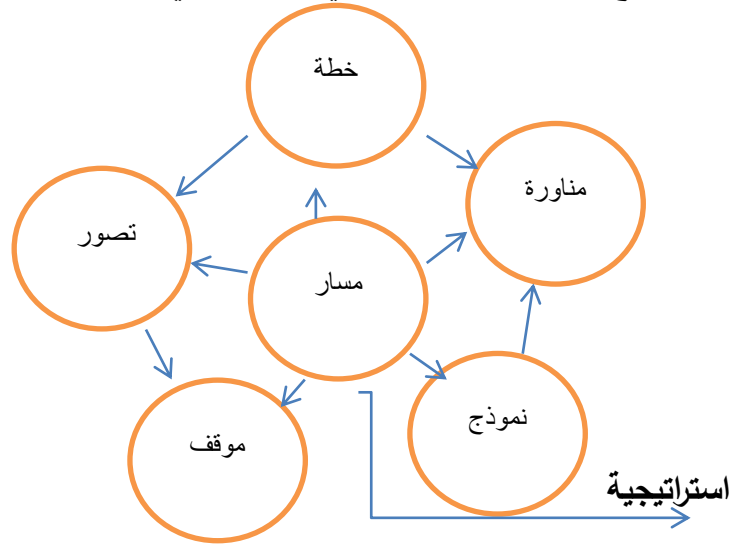 خطة
مناورة
تصور
مسار
نموذج
موقف
استراتيجية